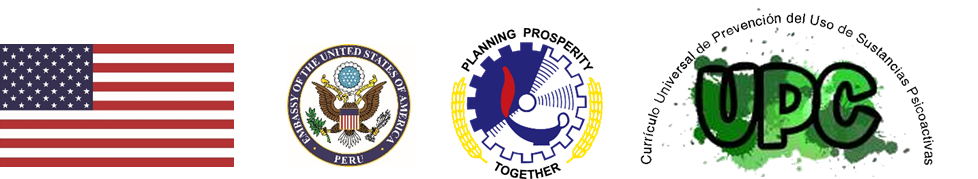 EMBASSY OF THE UNITED STATES OF AMERICA
PERU
PLANNING PROSPERITY
TOGETHER
Currículo Universal de Prevención del Uso de Sustancias Psicoactivas
UPC